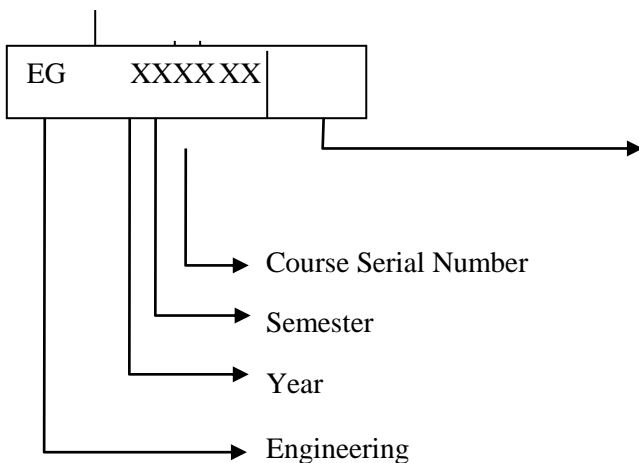 EG XXXX XX
Course Serial Number
Semester
Year
Engineering